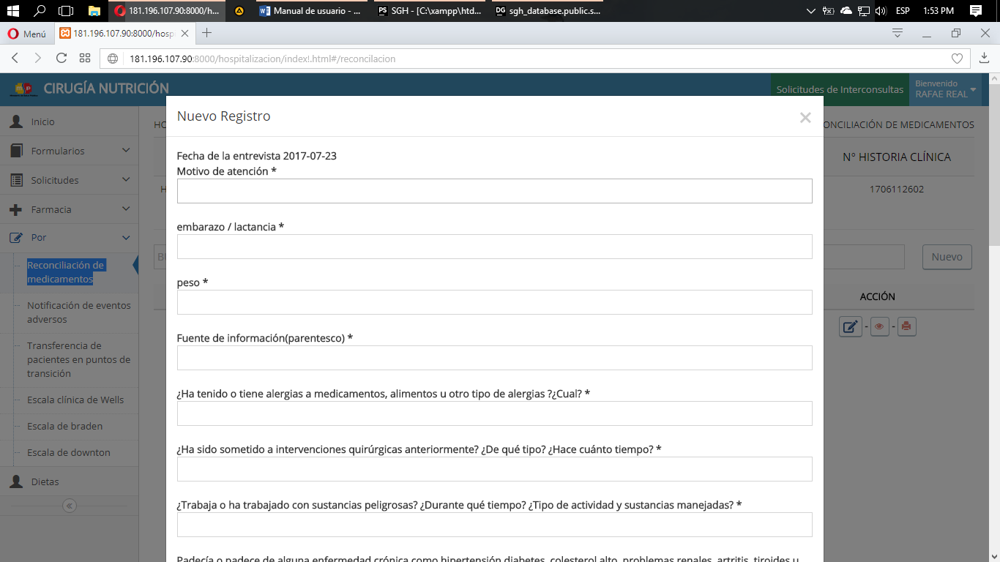 181.196.107.90:8000/h...
Manual de usuario - ...
PS SGH - [C:\xampp\htd...
DG sgh_database.public.s...
ESP 1:53 PM
Menú 181.196.107.90:8000/hosp
181.196.107.90:8000/hospitalizacion/index!.html#/reconcilacion
CIRUGÍA NUTRICIÓN
Solicitudes de Interconsultas
Bienvenido
RAFAE REAL
Inicio
Formularios
Solicitudes
Farmacia
Por
Reconciliación de
medicamentos
Notificación de eventos
adversos
Transferencia de
pacientes en puntos de
transición
Escala clínica de Wells
Escala de braden
Escala de downton
Dietas
Nuevo Registro
Fecha de la entrevista 2017-07-23
Motivo de atención *
embarazo / lactancia *
peso *
Fuente de información(parentesco) *
¿Ha tenido o tiene alergias a medicamentos, alimentos u otro tipo de alergias ?¿Cual? *
¿Ha sido sometido a intervenciones quirúrgicas anteriormente? ¿De qué tipo? ¿Hace cuánto tiempo? *
¿Trabaja o ha trabajado con sustancias peligrosas? ¿Durante qué tiempo? ¿Tipo de actividad y sustancias manejadas? *
Padecía o padece de alguna enfermedad crónica como hipertensión diabetes, colesterol alto, problemas renales, artritis, tiroides u
HO
ONCILIACIÓN DE MEDICAMENTOS
N° HISTORIA CLÍNICA
H
1706112602
BU
Nuevo
ACCIÓN
- -